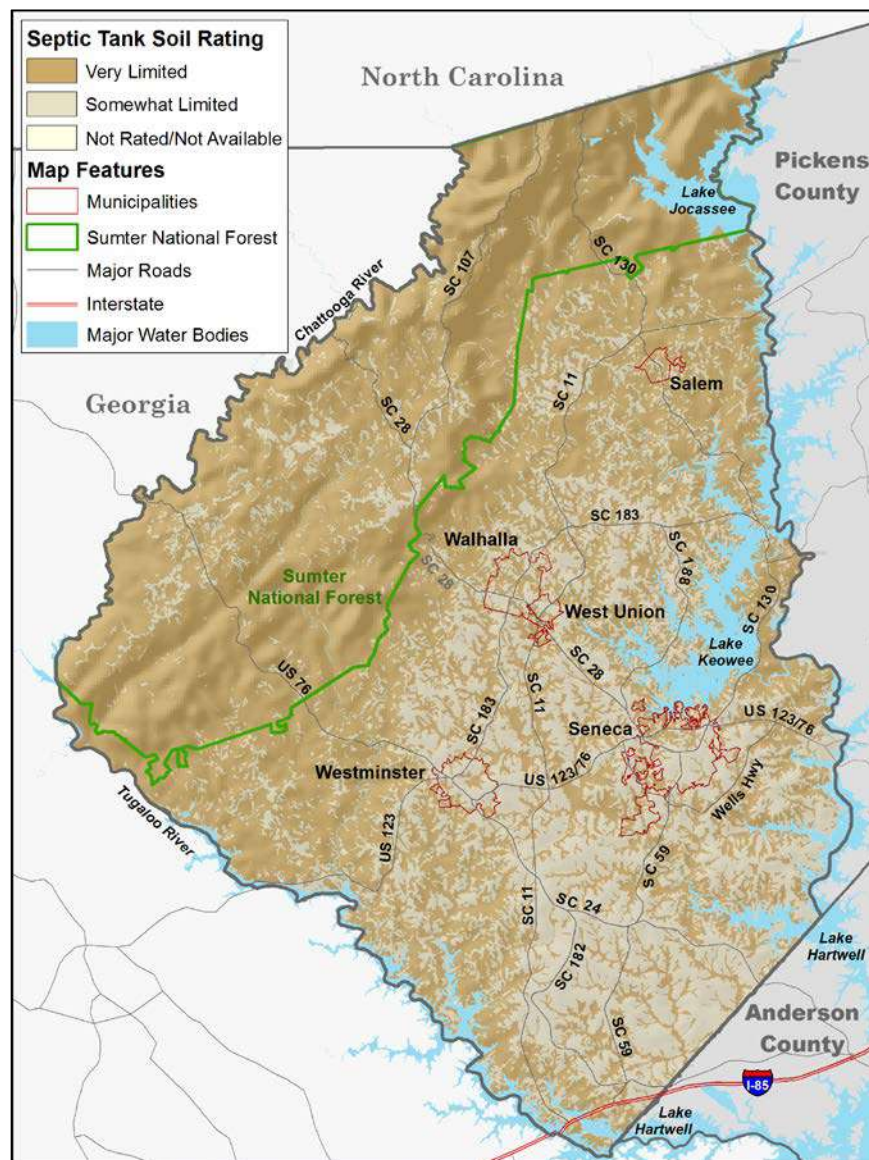 Septic Tank Soil Rating
Very Limited
Somewhat Limited
Not Rated/Not Available
Map Features
Municipalities
Sumter National Forest
Major Roads
Interstate
Major Water Bodies
North Carolina
Pickens
County
Lake
Jocassee
SC 130
SC 107
Chattooga River
Georgia
SC 28
SC 11
Salem
SC 183
Walhalla
SC 188
SC 28
West Union
SC 130
Sumter
National Forest
Lake
Keowee
SC 28
US 76
SC 183
SC 11
Seneca
US 123/76
Westminster
US 123/76
Wells Hwy
Tugaloo River
US 123
SC 59
SC 11
SC 24
SC 182
Lake
Hartwell
Anderson
County
SC 59
I-85
Lake
Hartwell